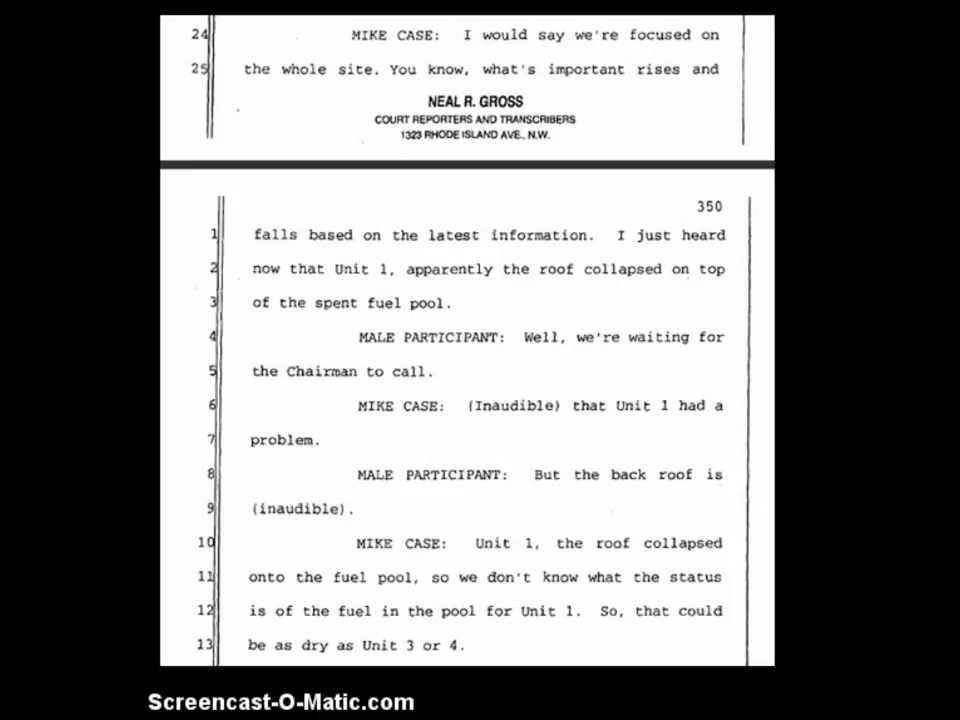 24 MIKE CASE: I would say we're focused on
25 the whole site. You know, what's important rises and
NEAL R. GROSS
COURT REPORTERS AND TRANSCRIBERS
1323 RHODE ISLAND AVE., N.W.
350
1 falls based on the latest information. I just heard
2 now that Unit 1, apparently the roof collapsed on top
3 of the spent fuel pool.
4 MALE PARTICIPANT: Well, we're waiting for
5 the Chairman to call.
6 MIKE CASE: (Inaudible) that Unit 1 had a
7 problem.
8 MALE PARTICIPANT: But the back roof is
9 (inaudible).
10 MIKE CASE: Unit 1, the roof collapsed
11 onto the fuel pool, so we don't know what the status
12 is of the fuel in the pool for Unit 1. So, that could
13 be as dry as Unit 3 or 4.
Screencast-O-Matic.com